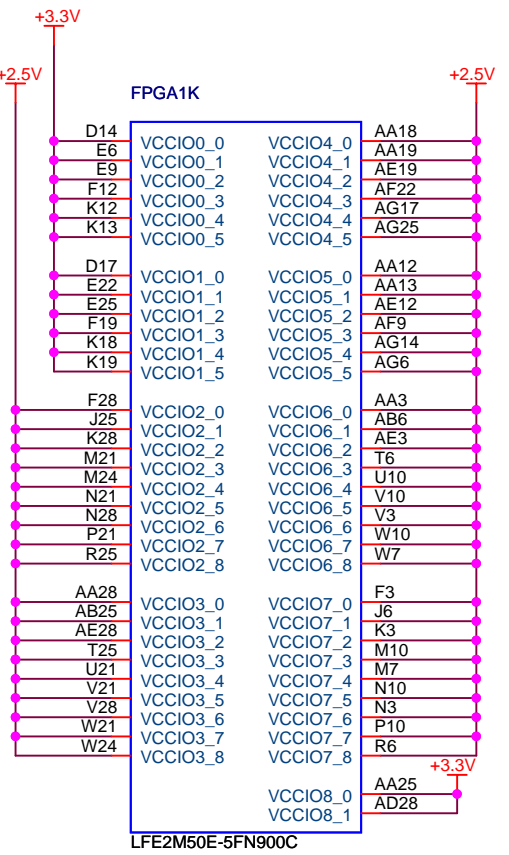 +3.3V
+2.5V
+2.5V
FPGA1K
D14 VCCIO0_0 VCCIO4_0 AA18
E6 VCCIO0_1 VCCIO4_1 AA19
E9 VCCIO0_2 VCCIO4_2 AE19
F12 VCCIO0_3 VCCIO4_3 AF22
K12 VCCIO0_4 VCCIO4_4 AG17
K13 VCCIO0_5 VCCIO4_5 AG25
D17 VCCIO1_0 VCCIO5_0 AA12
E22 VCCIO1_1 VCCIO5_1 AA13
E25 VCCIO1_2 VCCIO5_2 AE12
F19 VCCIO1_3 VCCIO5_3 AF9
K18 VCCIO1_4 VCCIO5_4 AG14
K19 VCCIO1_5 VCCIO5_5 AG6
F28 VCCIO2_0 VCCIO6_0 AA3
J25 VCCIO2_1 VCCIO6_1 AB6
K28 VCCIO2_2 VCCIO6_2 AE3
M21 VCCIO2_3 VCCIO6_3 T6
M24 VCCIO2_4 VCCIO6_4 U10
N21 VCCIO2_5 VCCIO6_5 V10
N28 VCCIO2_6 VCCIO6_6 V3
P21 VCCIO2_7 VCCIO6_7 W10
R25 VCCIO2_8 VCCIO6_8 W7
AA28 VCCIO3_0 VCCIO7_0 F3
AB25 VCCIO3_1 VCCIO7_1 J6
AE28 VCCIO3_2 VCCIO7_2 K3
T25 VCCIO3_3 VCCIO7_3 M10
U21 VCCIO3_4 VCCIO7_4 M7
V21 VCCIO3_5 VCCIO7_5 N10
V28 VCCIO3_6 VCCIO7_6 N3
W21 VCCIO3_7 VCCIO7_7 P10
W24 VCCIO3_8 VCCIO7_8 R6
+3.3V
VCCIO8_0 AA25
VCCIO8_1 AD28
LFE2M50E-5FN900C